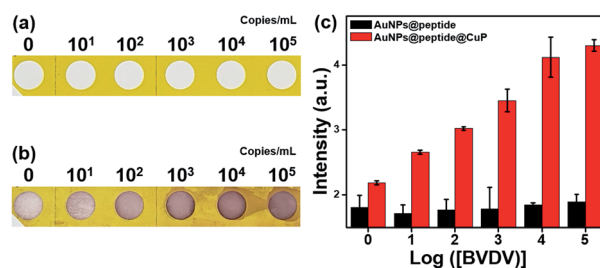 (a)
Copies/mL
0 10¹ 10² 10³ 10⁴ 10⁵
(b)
Copies/mL
0 10¹ 10² 10³ 10⁴ 10⁵
(c)
AuNPs@peptide
AuNPs@peptide@CuP
Intensity (a.u.)
4
3
2
0 1 2 3 4 5
Log ([BVDV])